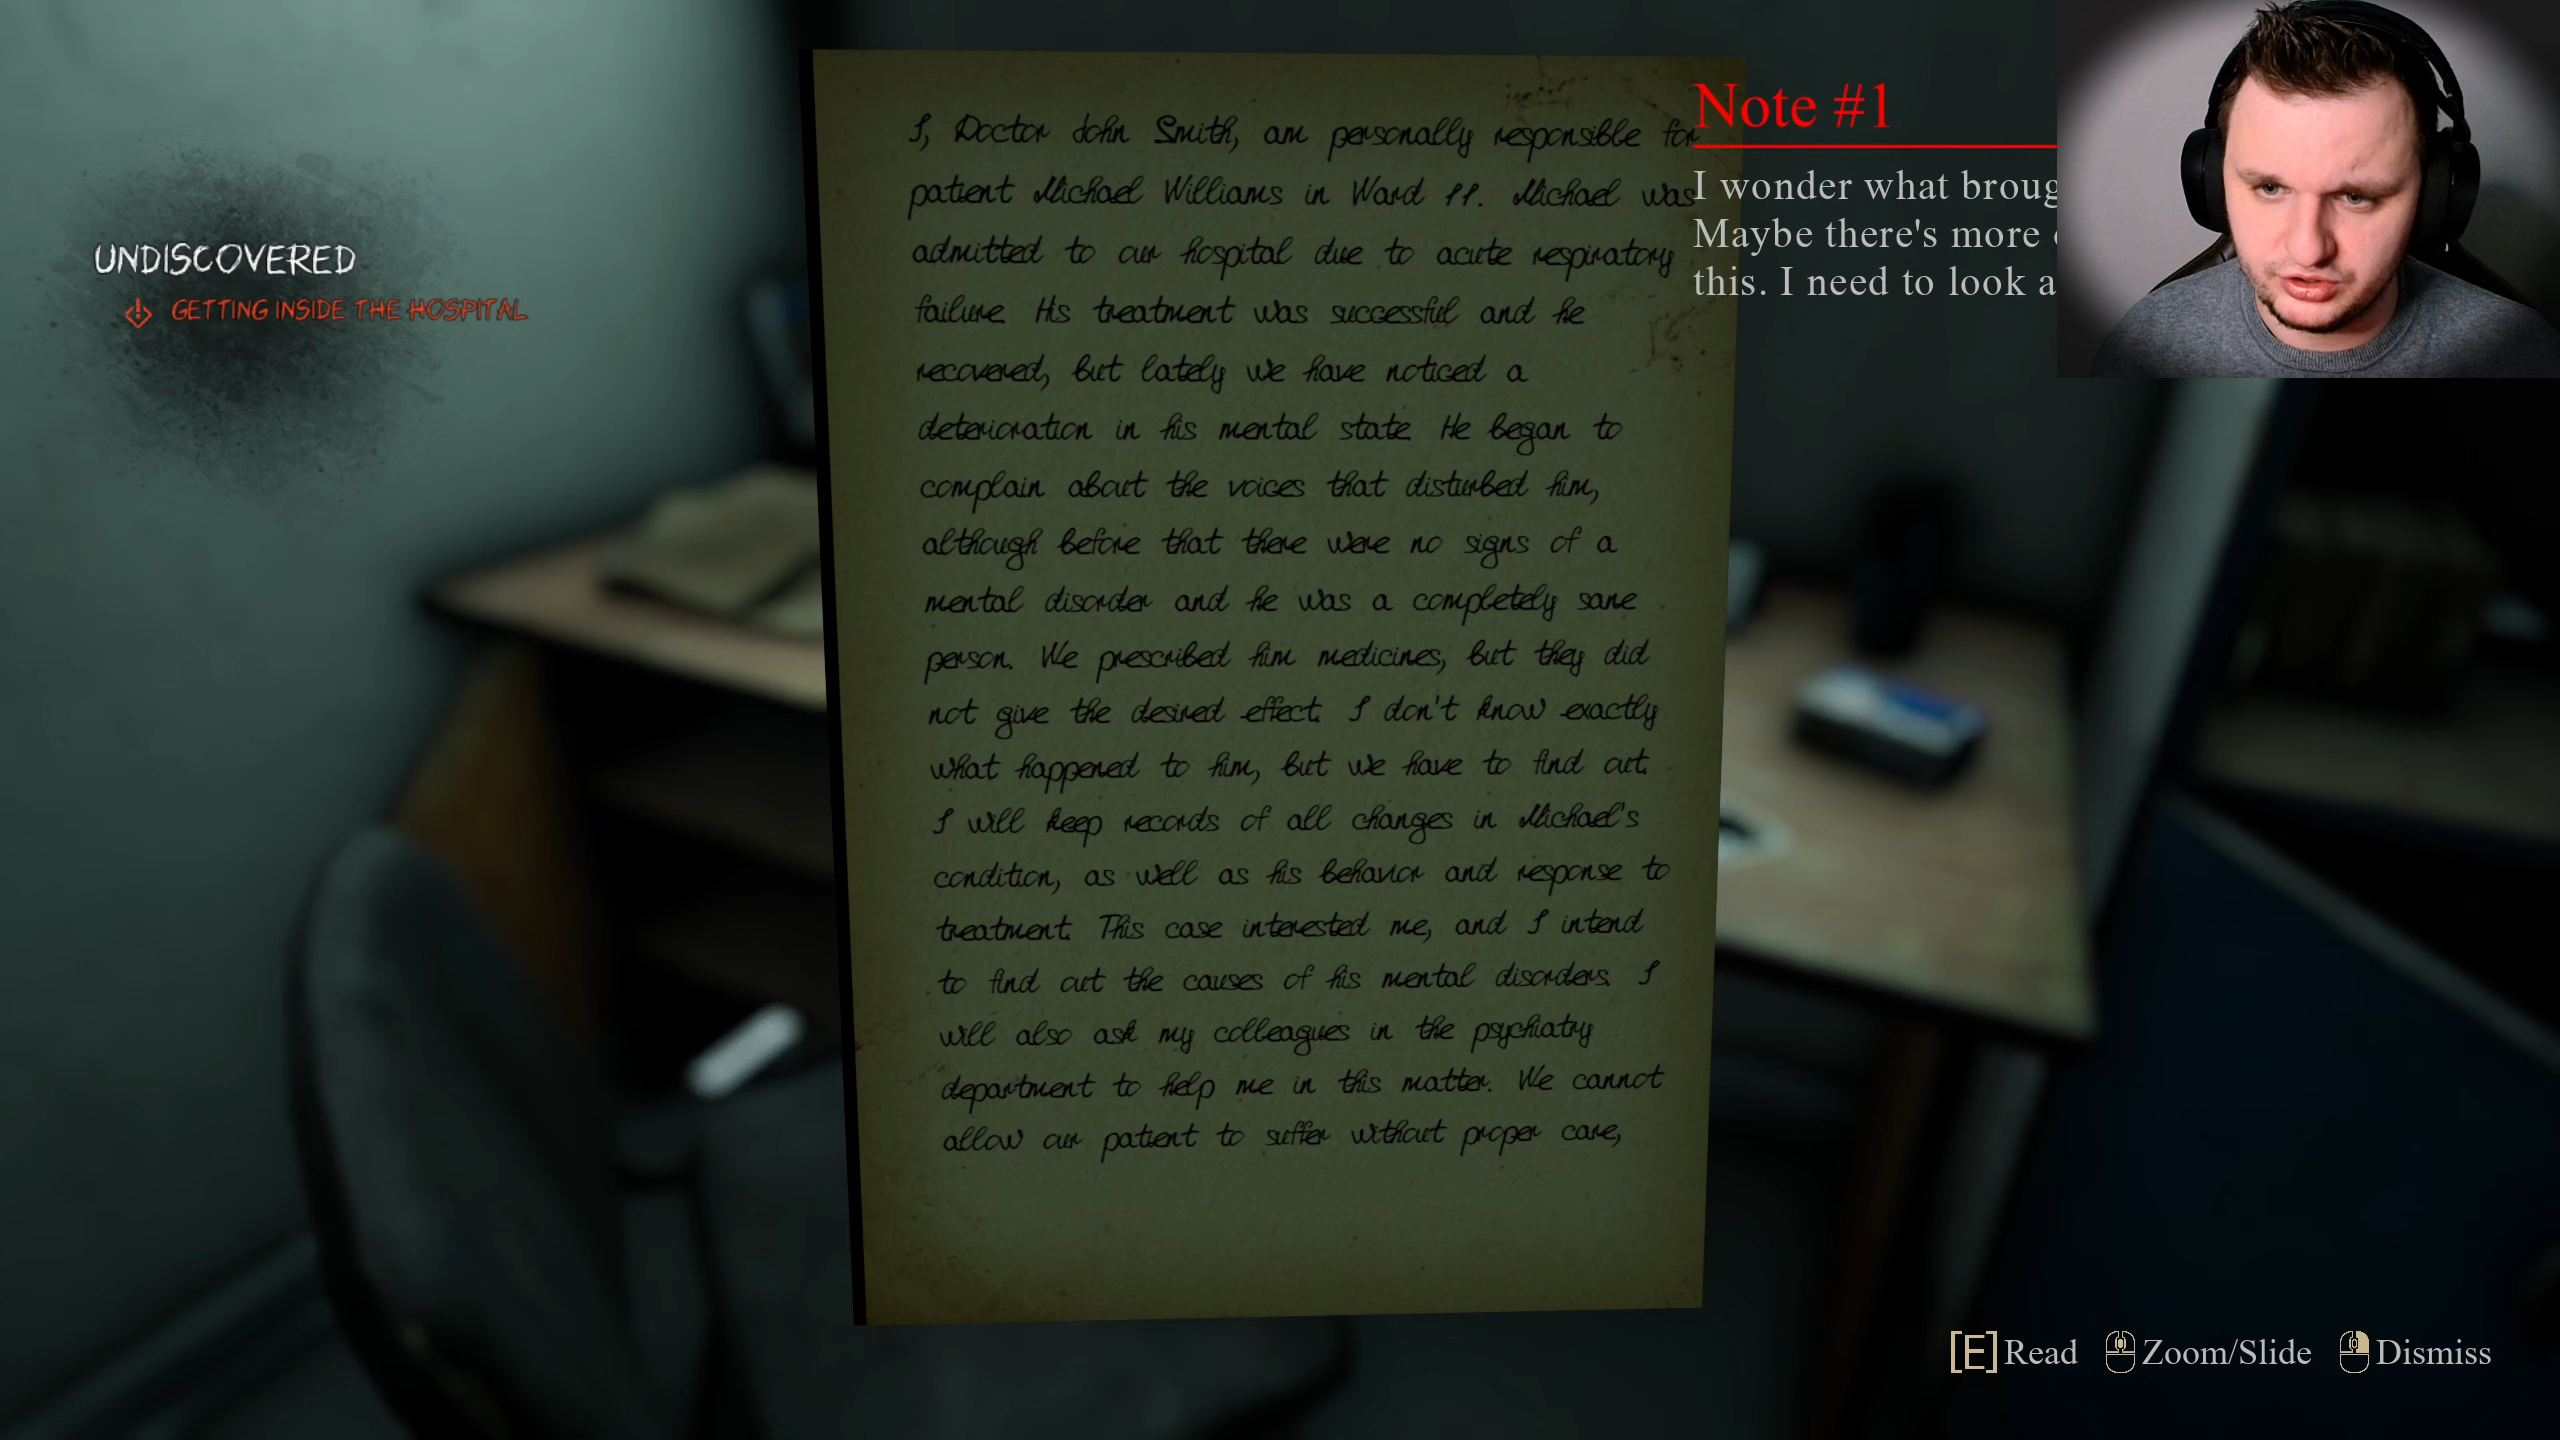 UNDISCOVERED
GETTING INSIDE THE HOSPITAL
I, Doctor John Smith, am personally responsible for
patient Michael Williams in Ward 11. Michael was
admitted to our hospital due to acute respiratory
failure. His treatment was successful and he
recovered, but lately we have noticed a
deterioration in his mental state. He began to
complain about the voices that disturbed him,
although before that there were no signs of a
mental disorder and he was a completely sane
person. We prescribed him medicines, but they did
not give the desired effect. I don't know exactly
what happened to him, but we have to find out.
I will keep records of all changes in Michael's
condition, as well as his behavior and response to
treatment. This case interested me, and I intend
to find out the causes of his mental disorders. I
will also ask my colleagues in the psychiatry
department to help me in this matter. We cannot
allow our patient to suffer without proper care,
Note #1
I wonder what broug
Maybe there's more
this. I need to look a
[E] Read Zoom/Slide Dismiss